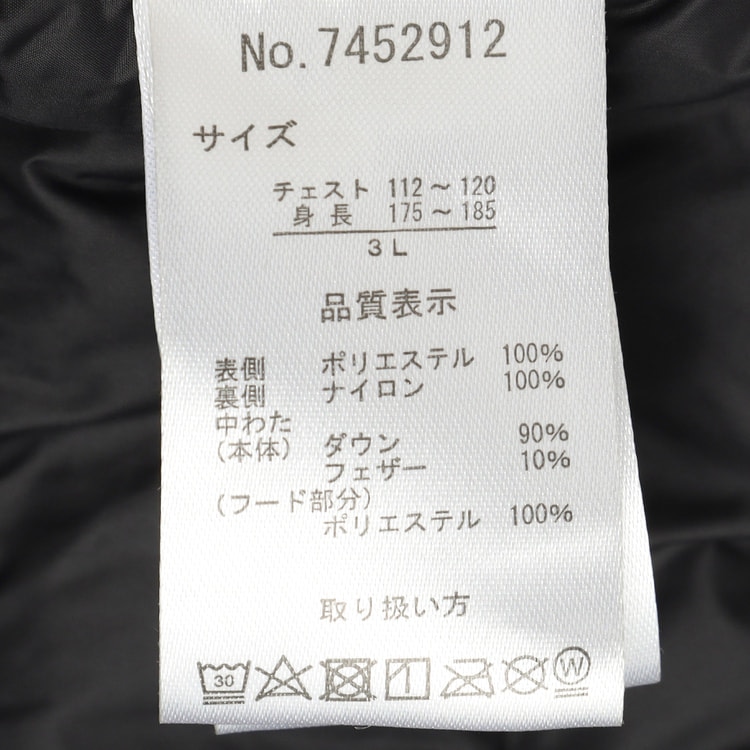 No.7452912
サイズ
チェスト 112～120
身長 175～185
3L
品質表示
表側 ポリエステル 100%
裏側 ナイロン 100%
中わた
(本体) ダウン 90%
フェザー 10%
(フード部分)
ポリエステル 100%
取り扱い方
30 W